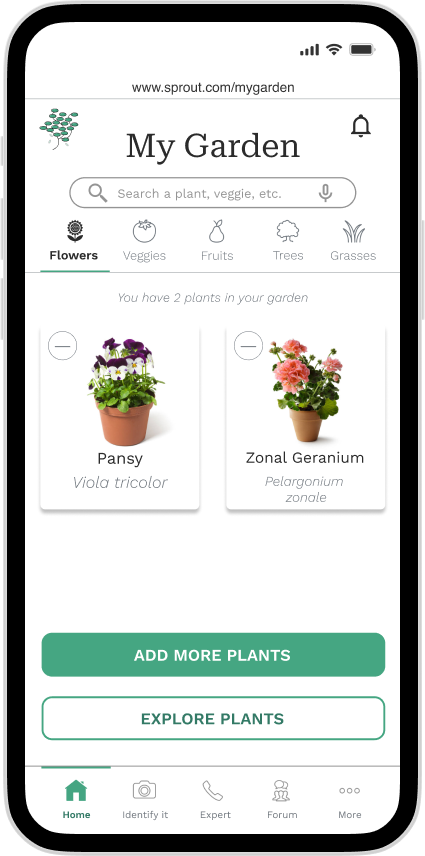 www.sprout.com/mygarden
My Garden
Search a plant, veggie, etc.
Flowers Veggies Fruits Trees Grasses
You have 2 plants in your garden
Pansy
Viola tricolor
Zonal Geranium
Pelargonium
zonale
ADD MORE PLANTS
EXPLORE PLANTS
Home Identify it Expert Forum More